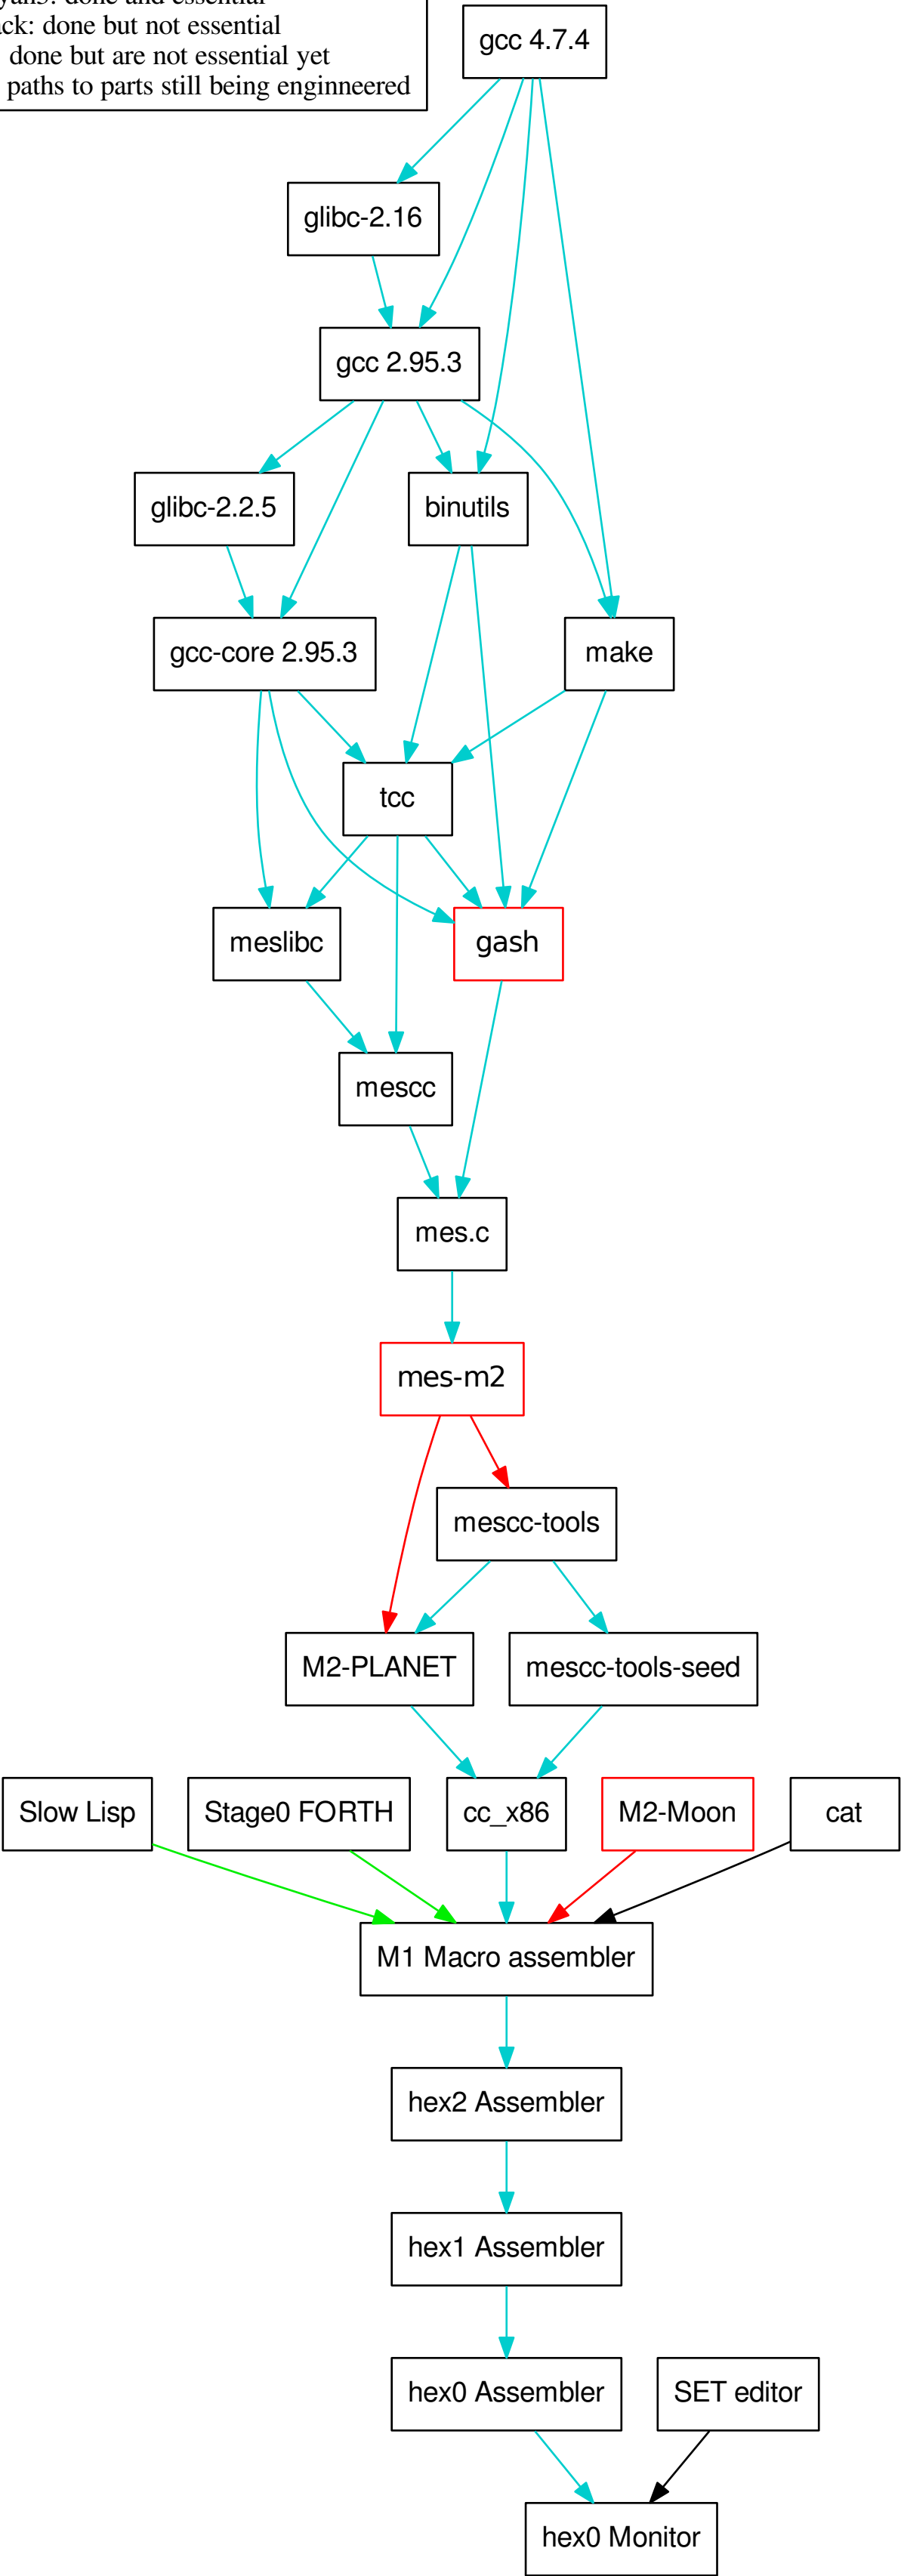 done and essential
done but not essential
done but are not essential yet
paths to parts still being enginneered
gcc 4.7.4
glibc-2.16
gcc 2.95.3
glibc-2.2.5
binutils
gcc-core 2.95.3
make
tcc
meslibc
gash
mescc
mes.c
mes-m2
mescc-tools
M2-PLANET
mescc-tools-seed
Slow Lisp
Stage0 FORTH
cc_x86
M2-Moon
cat
M1 Macro assembler
hex2 Assembler
hex1 Assembler
hex0 Assembler
SET editor
hex0 Monitor